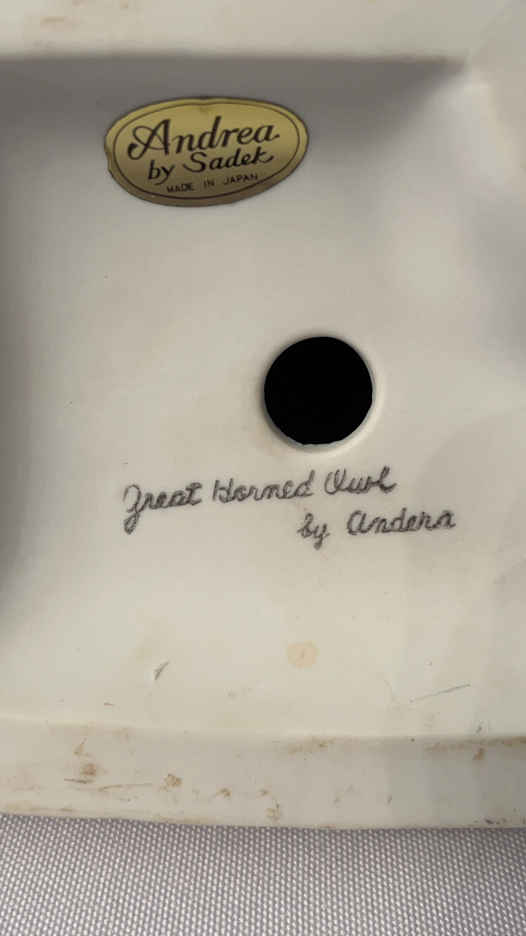 Andrea
by Sadek
MADE IN JAPAN
Great Horned Owl
by Andera